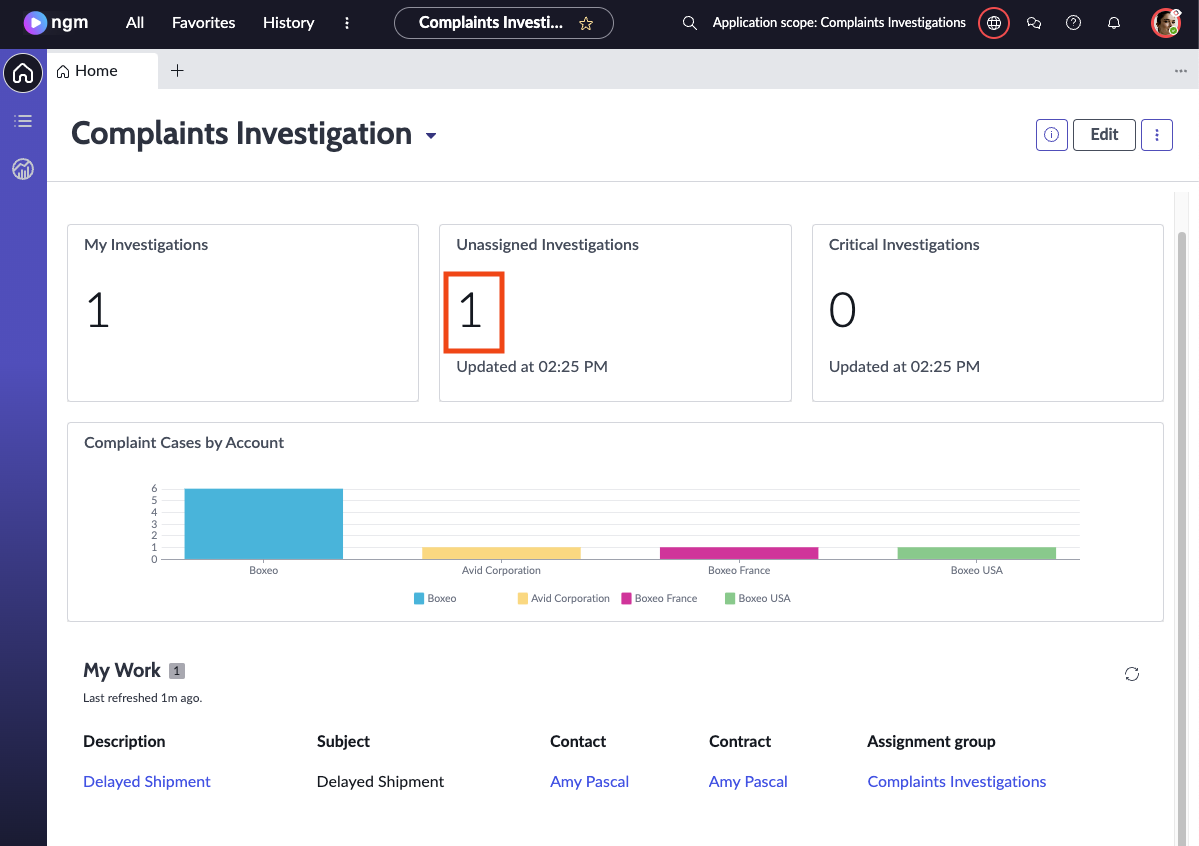 ngm All Favorites History Complaints Investi... Application scope: Complaints Investigations
Home
Complaints Investigation
Edit
My Investigations Unassigned Investigations Critical Investigations
1 1 0
Updated at 02:25 PM Updated at 02:25 PM
Complaint Cases by Account
6
5
4
3
2
1
0
Boxeo Avid Corporation Boxeo France Boxeo USA
Boxeo Avid Corporation Boxeo France Boxeo USA
My Work 1
Last refreshed 1m ago.
Description Subject Contact Contract Assignment group
Delayed Shipment Delayed Shipment Amy Pascal Amy Pascal Complaints Investigations